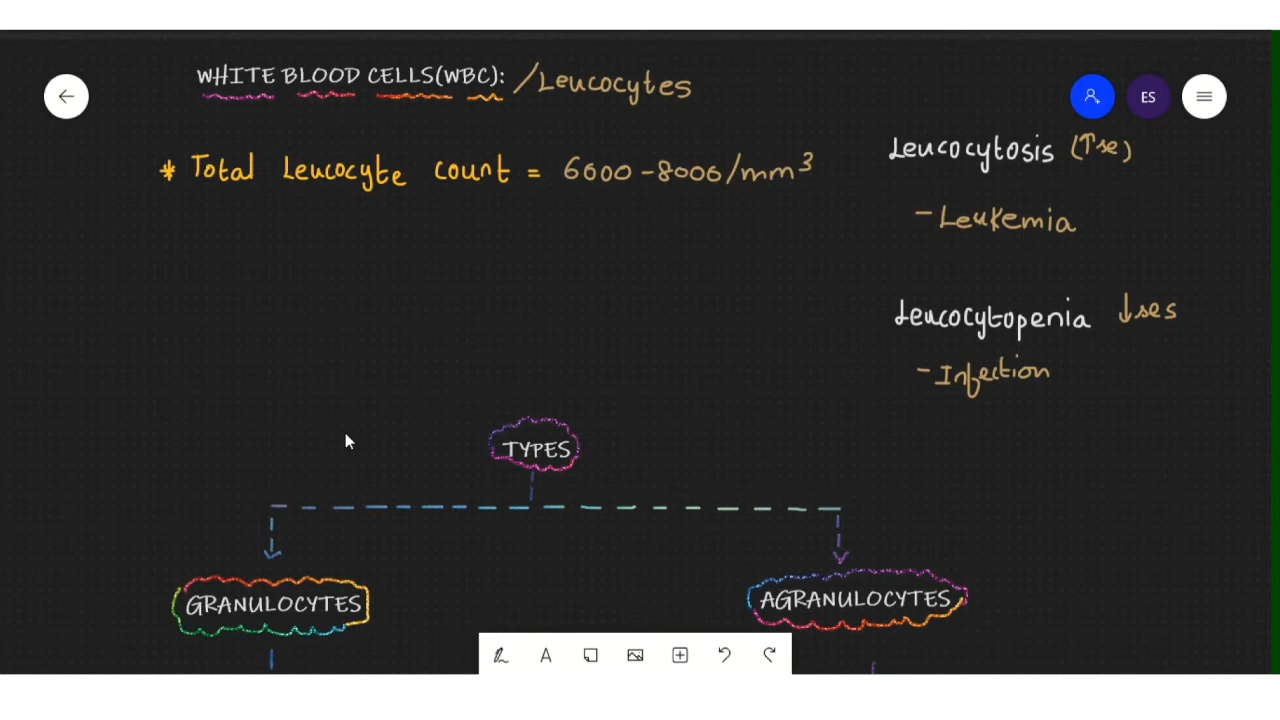 WHITE BLOOD CELLS(WBC): /Leucocytes
ES
* Total Leucocyte count = 6000-8000/mm³
Leucocytosis (↑se)
- Leukemia
Leucocytopenia ↓ses
- Infection
TYPES
GRANULOCYTES
AGRANULOCYTES
A